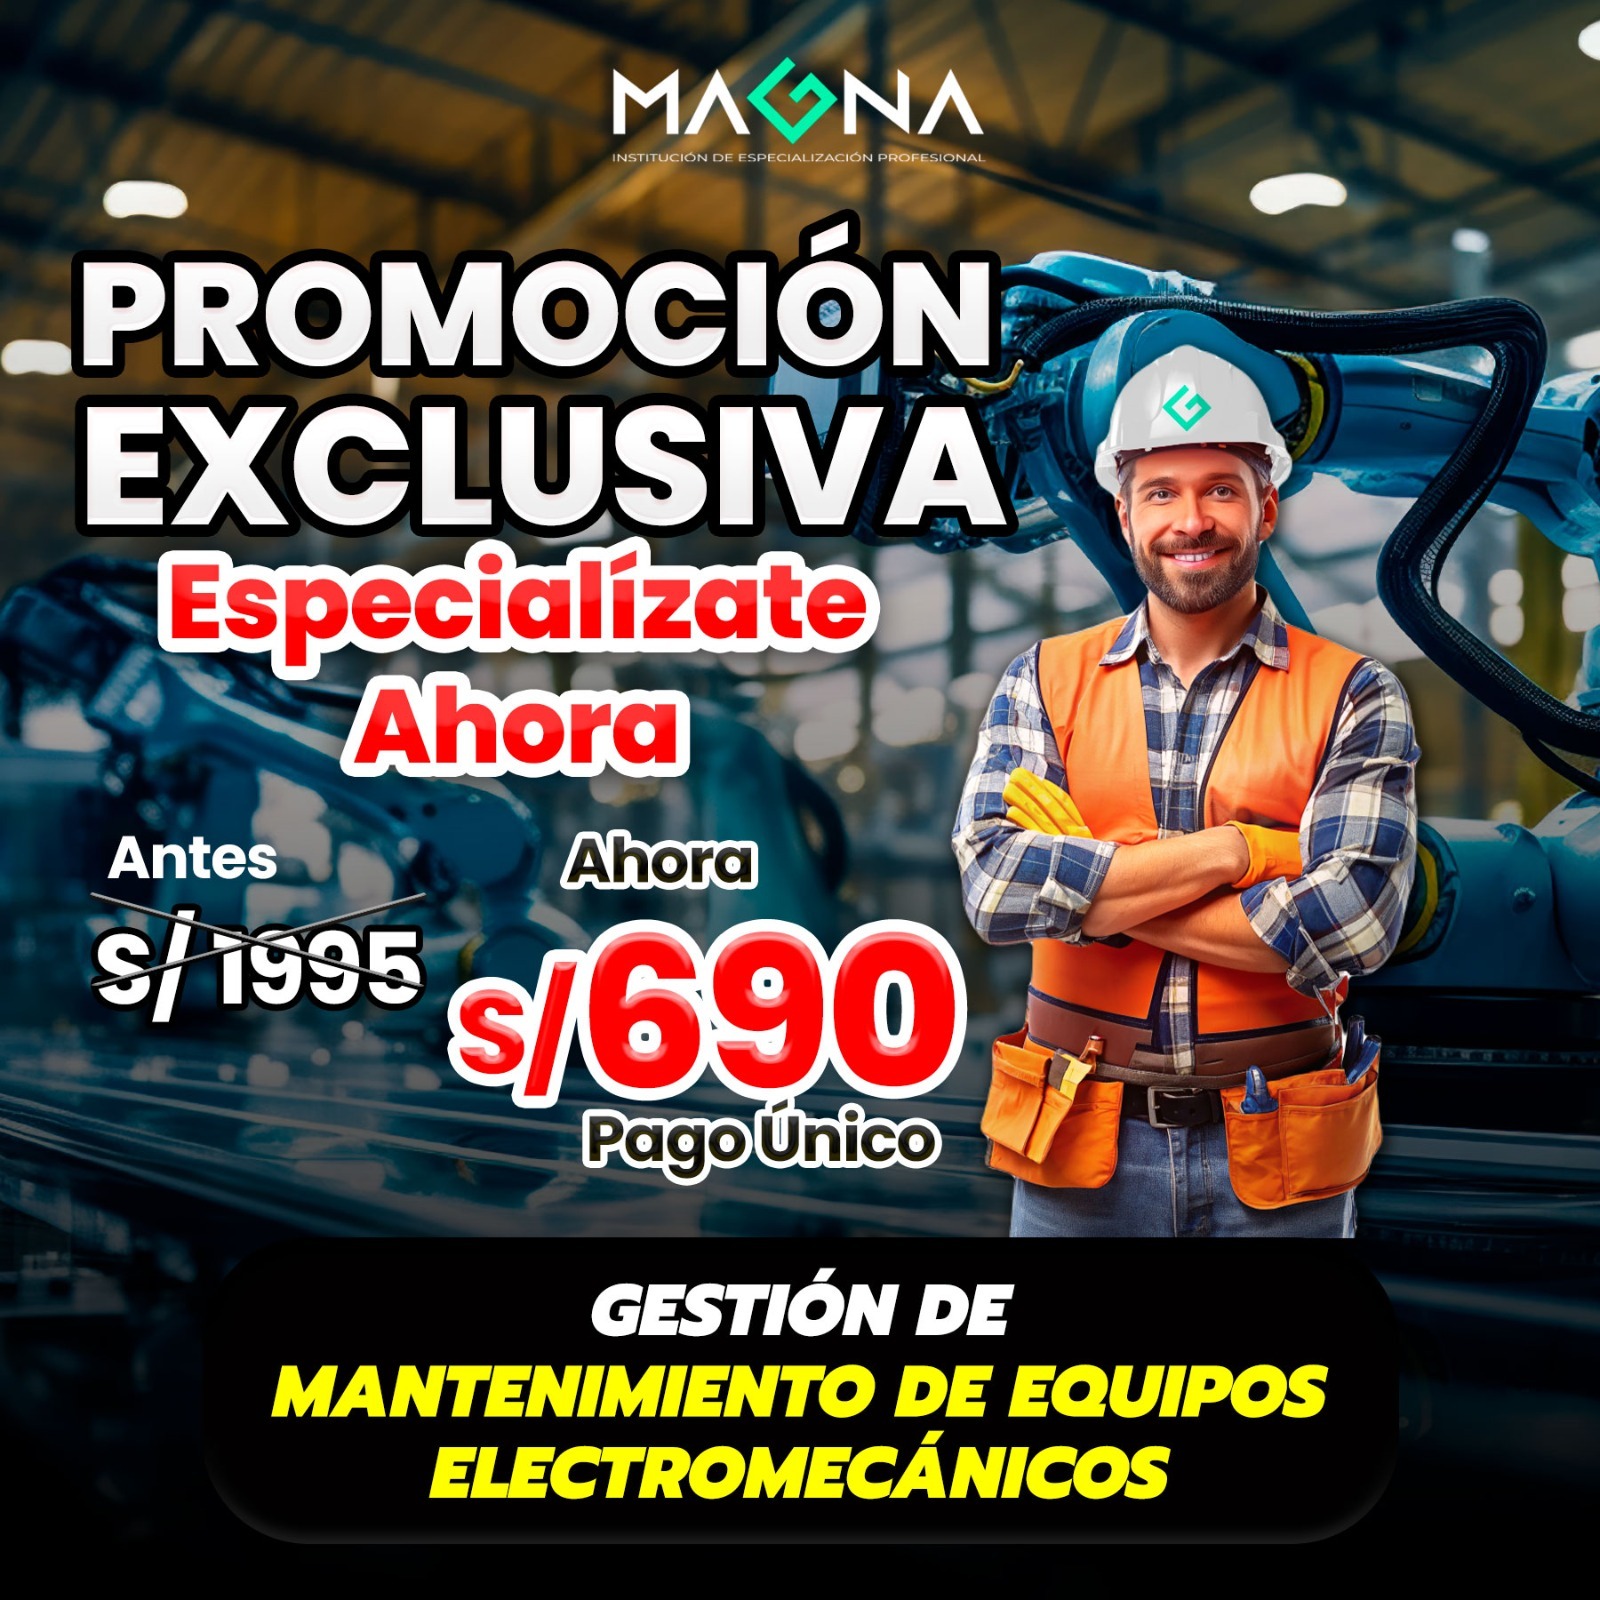 MAGNA
INSTITUCIÓN DE ESPECIALIZACIÓN PROFESIONAL
PROMOCIÓN
EXCLUSIVA
Especialízate
Ahora
Antes
S/ 1995
Ahora
S/690
Pago Único
GESTIÓN DE
MANTENIMIENTO DE EQUIPOS
ELECTROMECÁNICOS